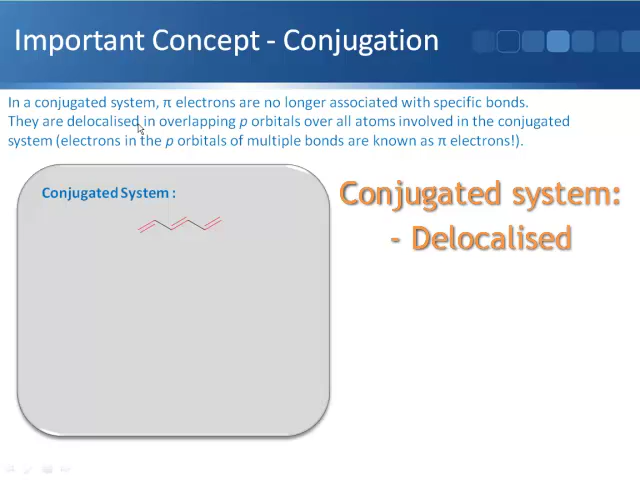 Important Concept - Conjugation
In a conjugated system, π electrons are no longer associated with specific bonds.
They are delocalised in overlapping p orbitals over all atoms involved in the conjugated
system (electrons in the p orbitals of multiple bonds are known as π electrons!).
Conjugated System :
Conjugated system:
- Delocalised